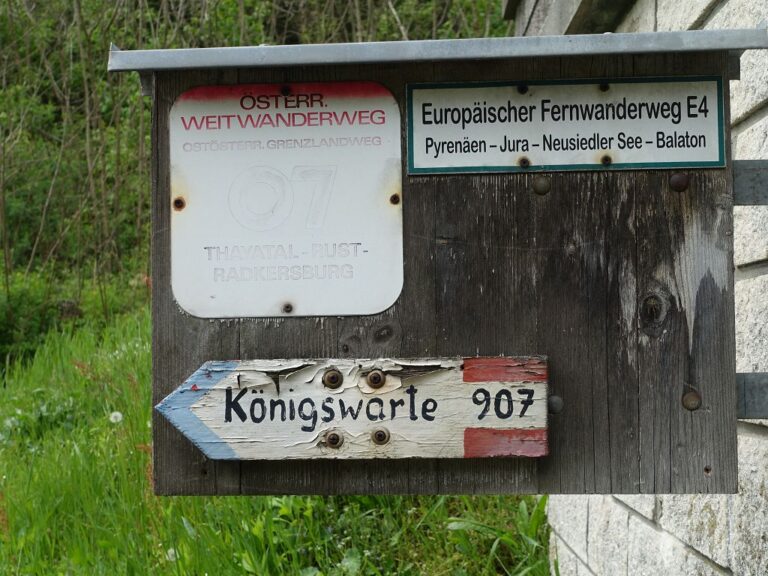 ÖSTERR.
WEITWANDERWEG
OSTÖSTERR. GRENZLANDWEG
07
THAYATAL - RUST -
RADKERSBURG
Europäischer Fernwanderweg E4
Pyrenäen – Jura – Neusiedler See – Balaton
Königswarte 907